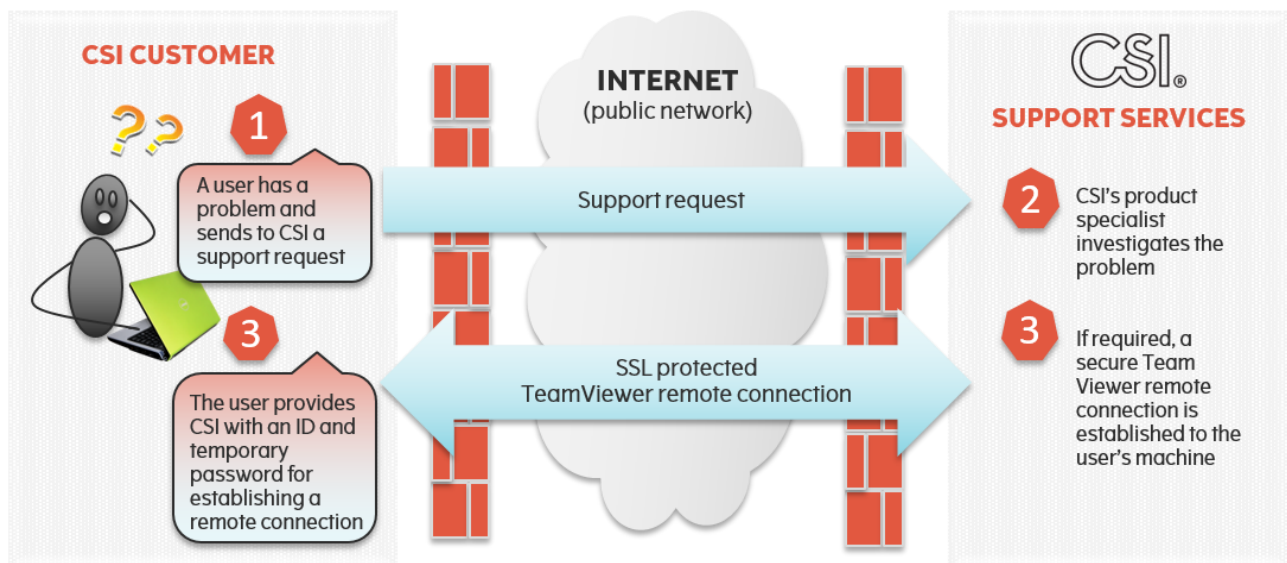 CSI CUSTOMER
??
1
A user has a
problem and
sends to CSI a
support request
3
The user provides
CSI with an ID and
temporary
password for
establishing a
remote connection
INTERNET
(public network)
Support request
SSL protected
TeamViewer remote connection
CSI®
SUPPORT SERVICES
2
CSI's product
specialist
investigates the
problem
3
If required, a
secure Team
Viewer remote
connection is
established to the
user's machine